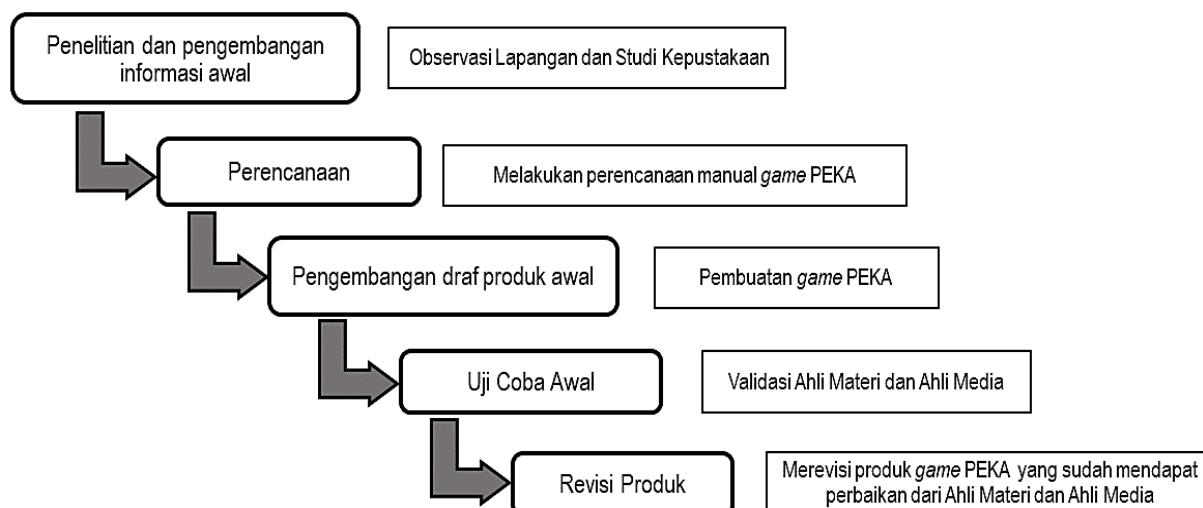 Penelitian dan pengembangan
informasi awal
Observasi Lapangan dan Studi Kepustakaan
Perencanaan
Melakukan perencanaan manual game PEKA
Pengembangan draf produk awal
Pembuatan game PEKA
Uji Coba Awal
Validasi Ahli Materi dan Ahli Media
Revisi Produk
Merevisi produk game PEKA yang sudah mendapat
perbaikan dari Ahli Materi dan Ahli Media